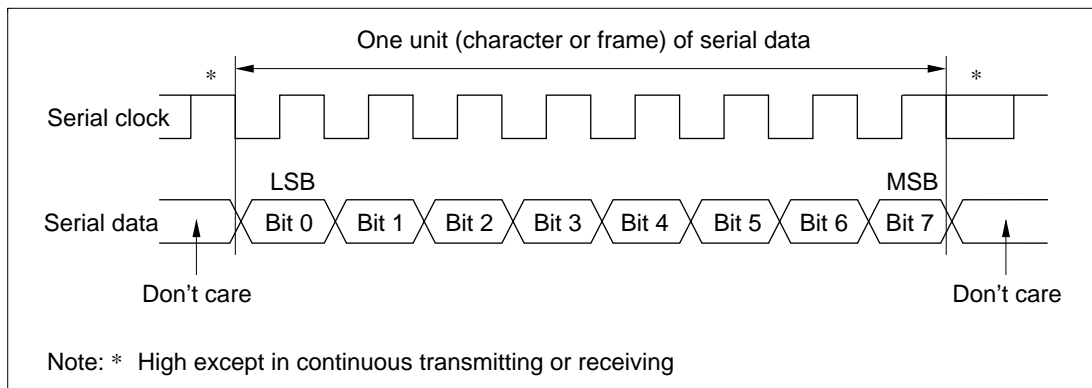 One unit (character or frame) of serial data
* *
Serial clock
LSB MSB
Serial data Bit 0 Bit 1 Bit 2 Bit 3 Bit 4 Bit 5 Bit 6 Bit 7
Don’t care Don’t care
Note: * High except in continuous transmitting or receiving